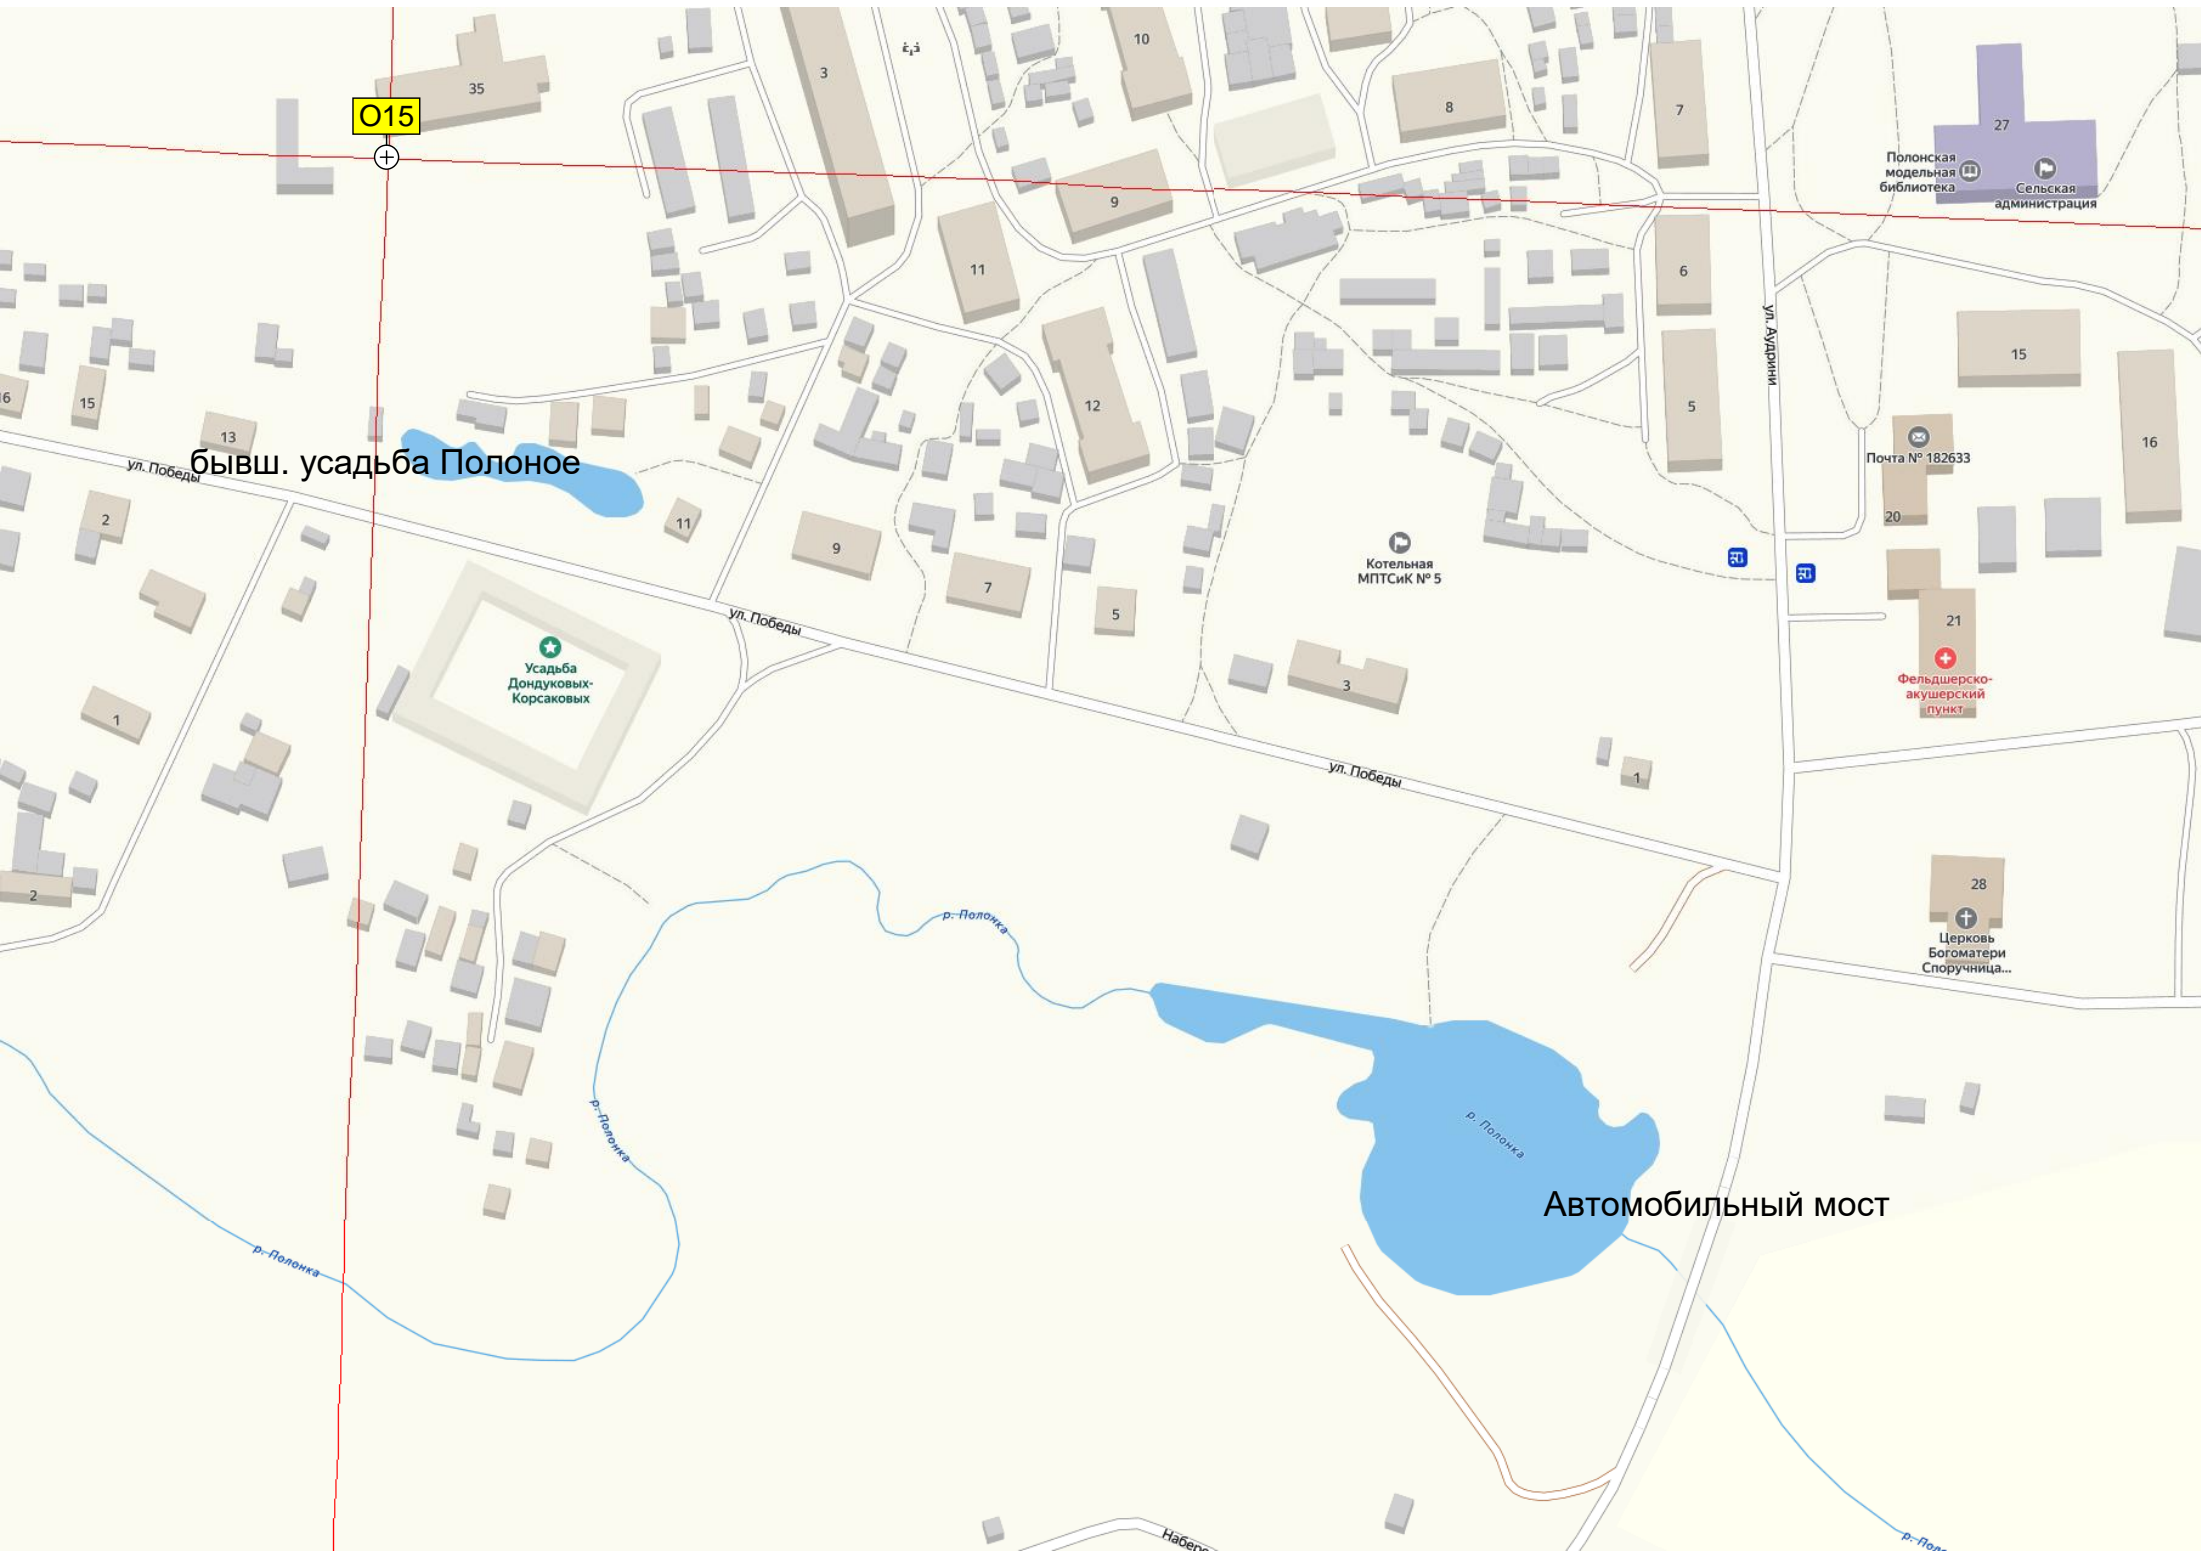 10
3
35
8
7
O15
27
Полонская
модельная
библиотека
Сельская
администрация
9
11
6
ул. Аудрини
15
16
15
12
5
13
16
Почта № 182633
бывш. усадьба Полоное
ул. Победы
2
11
20
9
Котельная
МПТСиК № 5
7
5
21
ул. Победы
Усадьба
Дондуковых-
Корсаковых
Фельдшерско-
акушерский
пункт
3
1
ул. Победы
1
2
28
р. Полонка
Церковь
Богоматери
Споручница...
р. Полонка
р. Полонка
Автомобильный мост
р. Полонка